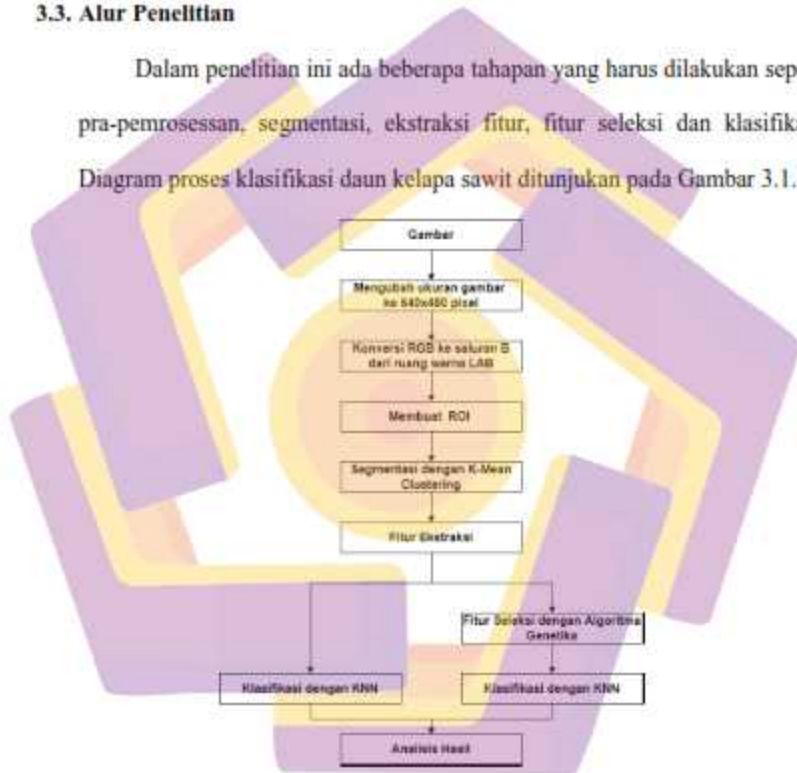 3.3. Alur Penelitian
Dalam penelitian ini ada beberapa tahapan yang harus dilakukan sep
pra-pemrosessan, segmentasi, ekstraksi fitur, fitur seleksi dan klasifika
Diagram proses klasifikasi daun kelapa sawit ditunjukan pada Gambar 3.1.
Gambar
Mengubah ukuran gambar
ke 640x480 pixel
Konversi RGB ke saluran B
dari ruang warna LAB
Membuat ROI
Segmentasi dengan K-Mean
Clustering
Fitur Ekstraksi
Fitur Seleksi dengan Algoritma
Genetika
Klasifikasi dengan KNN
Klasifikasi dengan KNN
Analisis Hasil